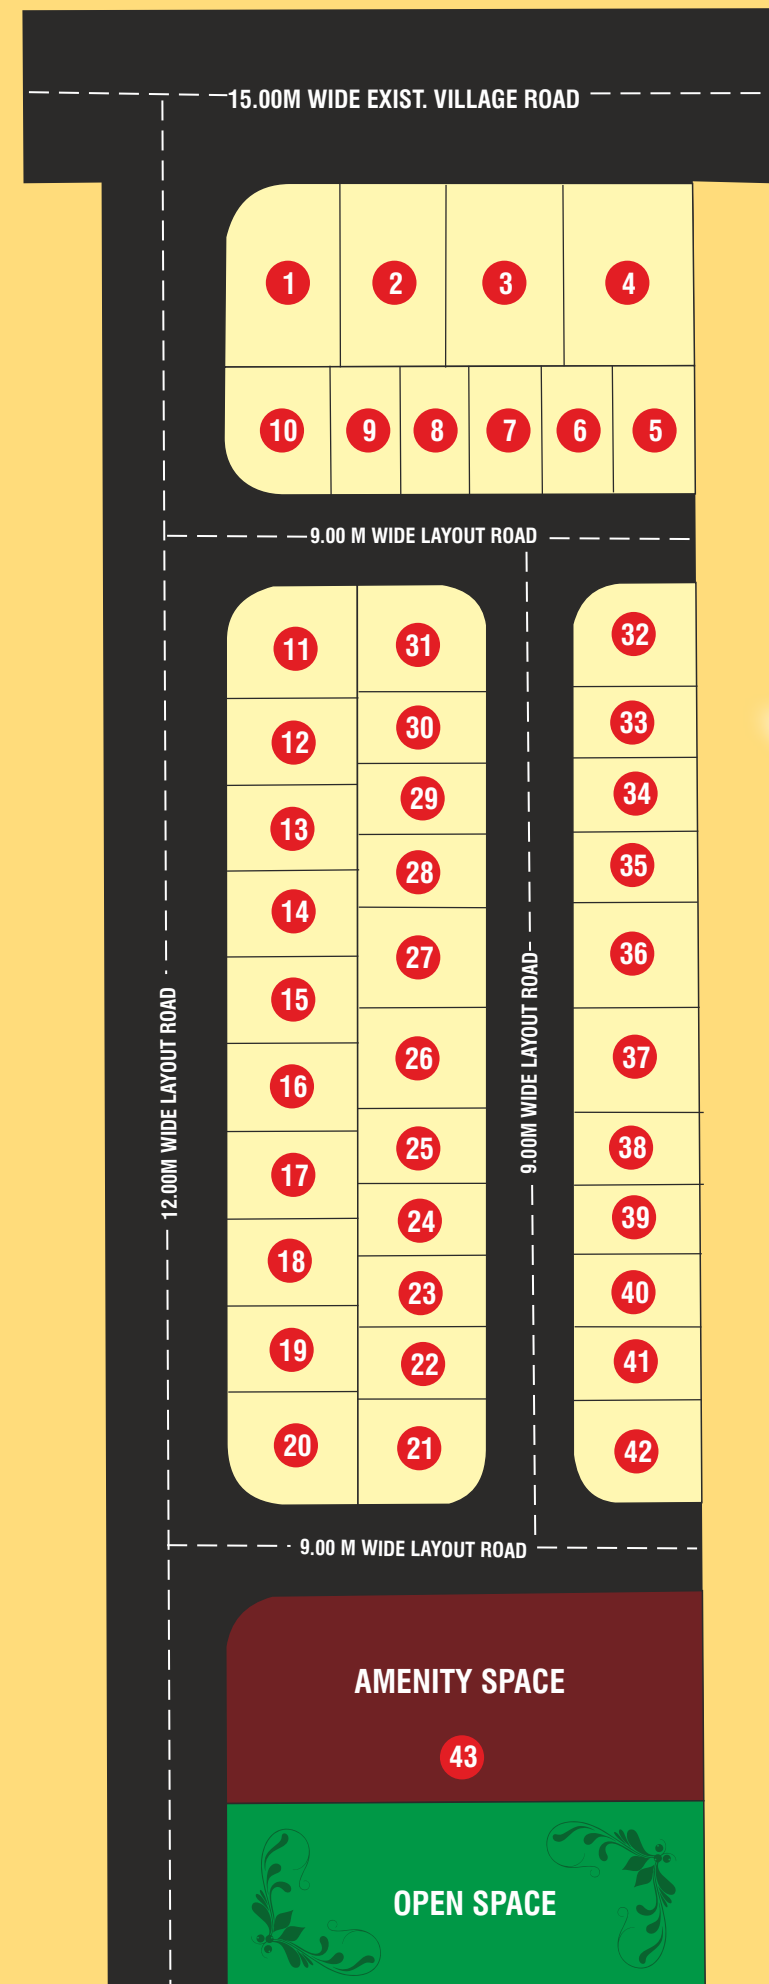 15.00M WIDE EXIST. VILLAGE ROAD
1 2 3 4
10 9 8 7 6 5
9.00 M WIDE LAYOUT ROAD
11 31 32
12 30 33
13 29 34
14 28 35
15 27 36
16 26 37
17 25 38
18 24 39
19 23 40
20 22 41
21 42
12.00M WIDE LAYOUT ROAD
9.00M WIDE LAYOUT ROAD
9.00 M WIDE LAYOUT ROAD
AMENITY SPACE
43
OPEN SPACE